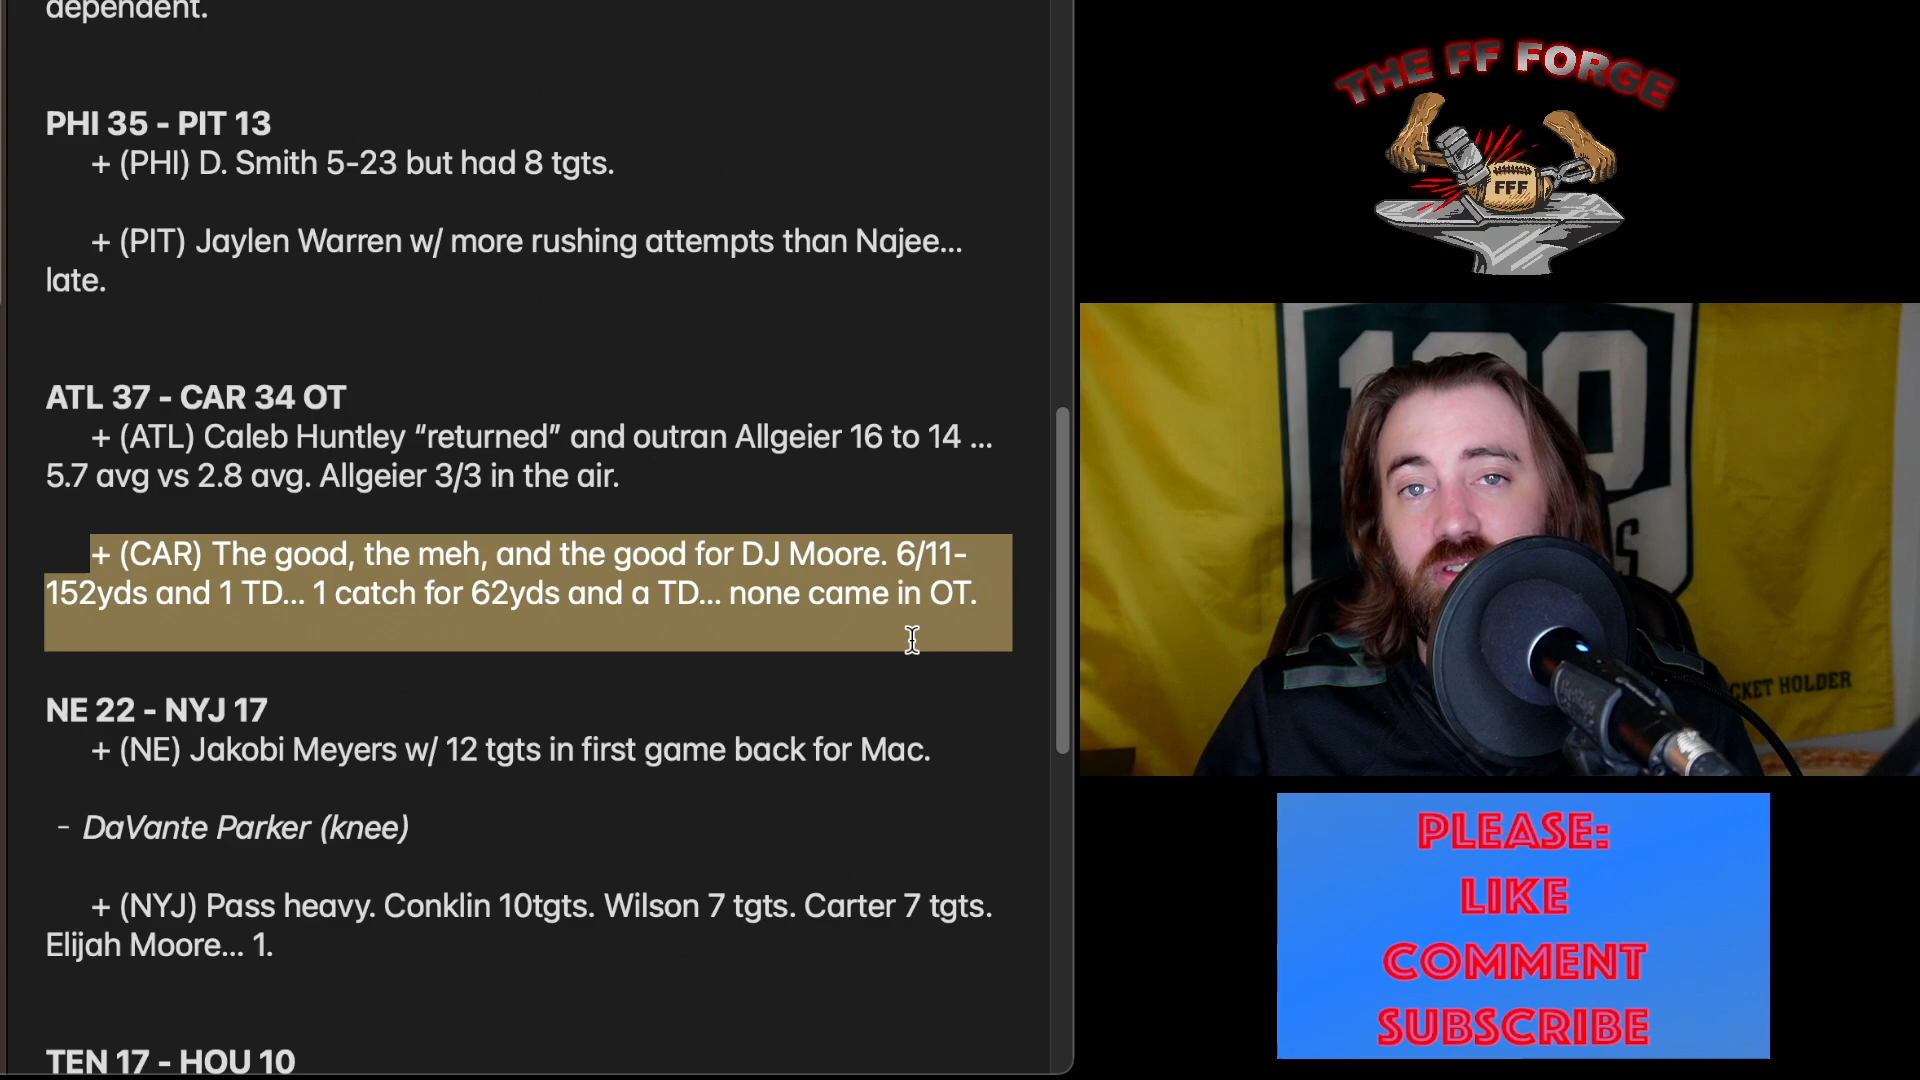 dependent.
PHI 35 - PIT 13
+ (PHI) D. Smith 5-23 but had 8 tgts.
+ (PIT) Jaylen Warren w/ more rushing attempts than Najee...
late.
ATL 37 - CAR 34 OT
+ (ATL) Caleb Huntley “returned” and outran Allgeier 16 to 14 ...
5.7 avg vs 2.8 avg. Allgeier 3/3 in the air.
+ (CAR) The good, the meh, and the good for DJ Moore. 6/11-
152yds and 1 TD... 1 catch for 62yds and a TD... none came in OT.
NE 22 - NYJ 17
+ (NE) Jakobi Meyers w/ 12 tgts in first game back for Mac.
- DaVante Parker (knee)
+ (NYJ) Pass heavy. Conklin 10tgts. Wilson 7 tgts. Carter 7 tgts.
Elijah Moore... 1.
TEN 17 - HOU 10
THE FF FORGE
FFF
100
S
CKET HOLDER
PLEASE:
LIKE
COMMENT
SUBSCRIBE